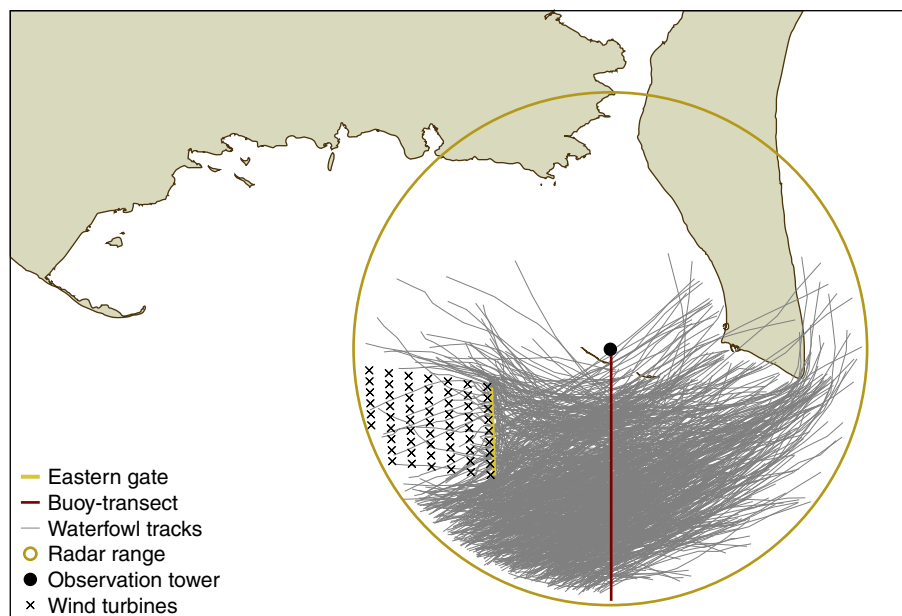 Eastern gate
Buoy-transect
Waterfowl tracks
Radar range
Observation tower
Wind turbines